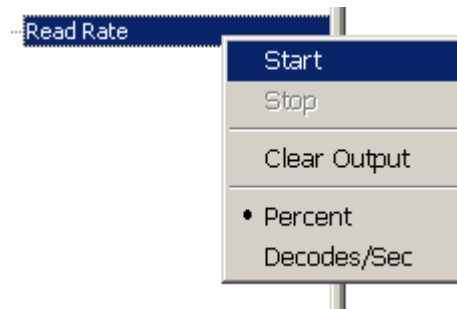 Read Rate
Start
Stop
Clear Output
Percent
Decodes/Sec